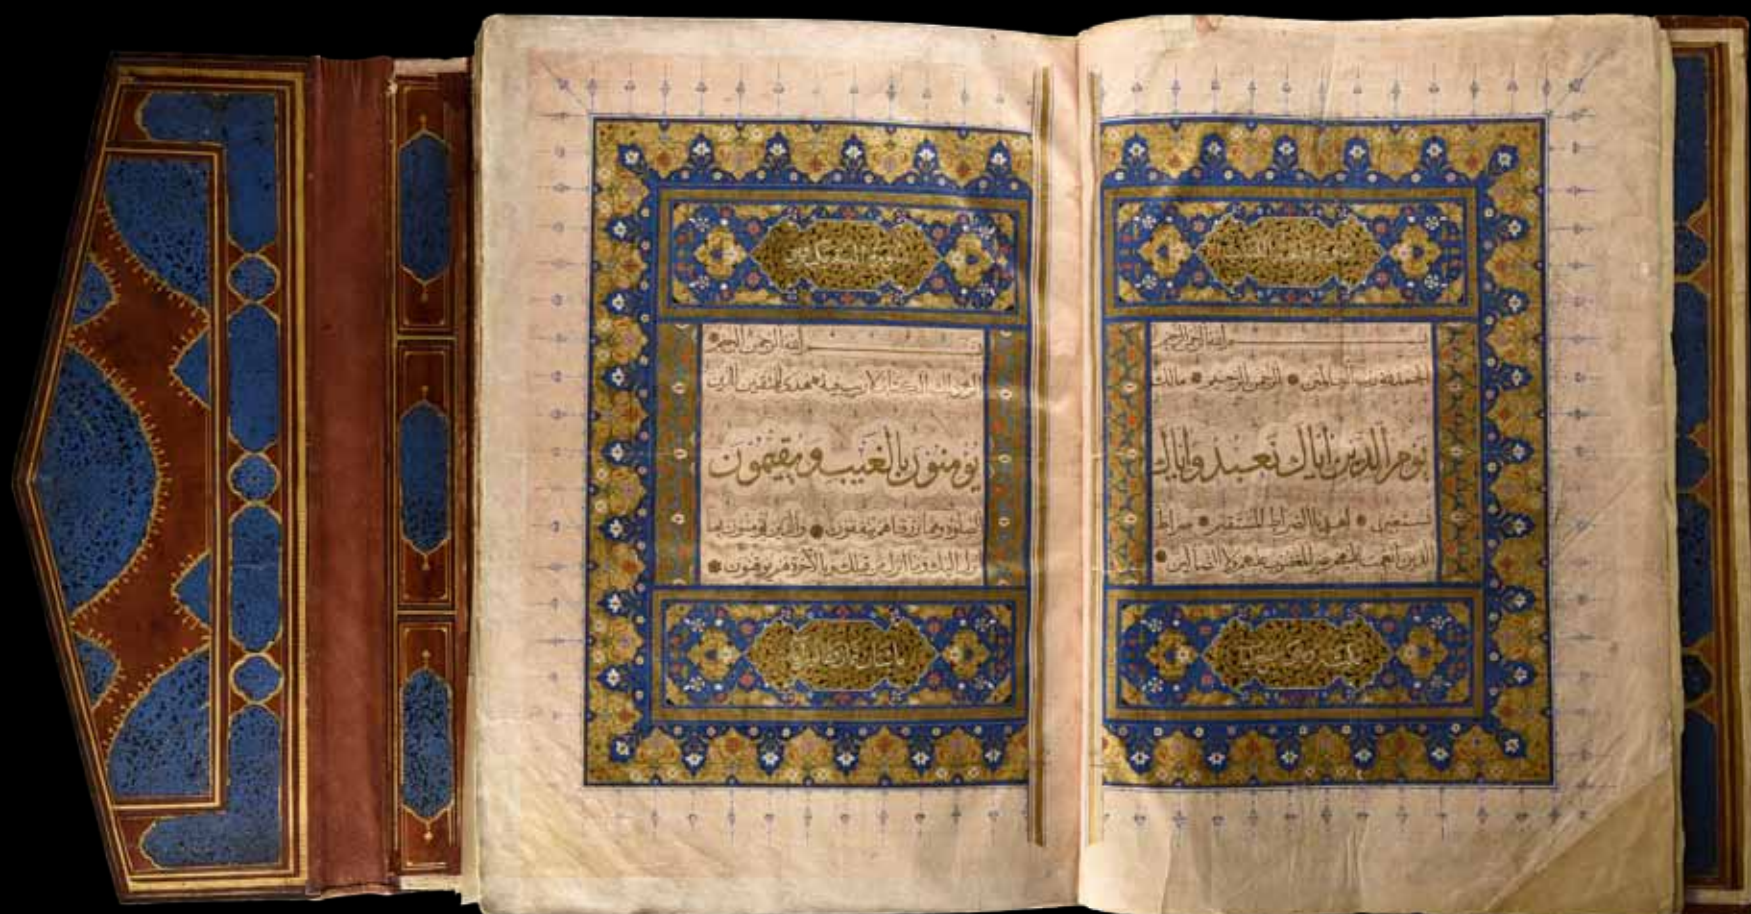 بسم الله الرحمن الرحيم
الحمد لله رب العالمين الرحمن الرحيم مالك
يوم الدين اياك نعبد واياك
نستعين اهدنا الصراط المستقيم صراط
الذين انعمت عليهم غير المغضوب عليهم ولا الضالين
بسم الله الرحمن الرحيم
الم ذلك الكتاب لا ريب فيه هدى للمتقين الذين
يؤمنون بالغيب ويقيمون
الصلوة ومما رزقناهم ينفقون والذين يؤمنون بما
انزل اليك وما انزل من قبلك وبالآخرة هم يوقنون